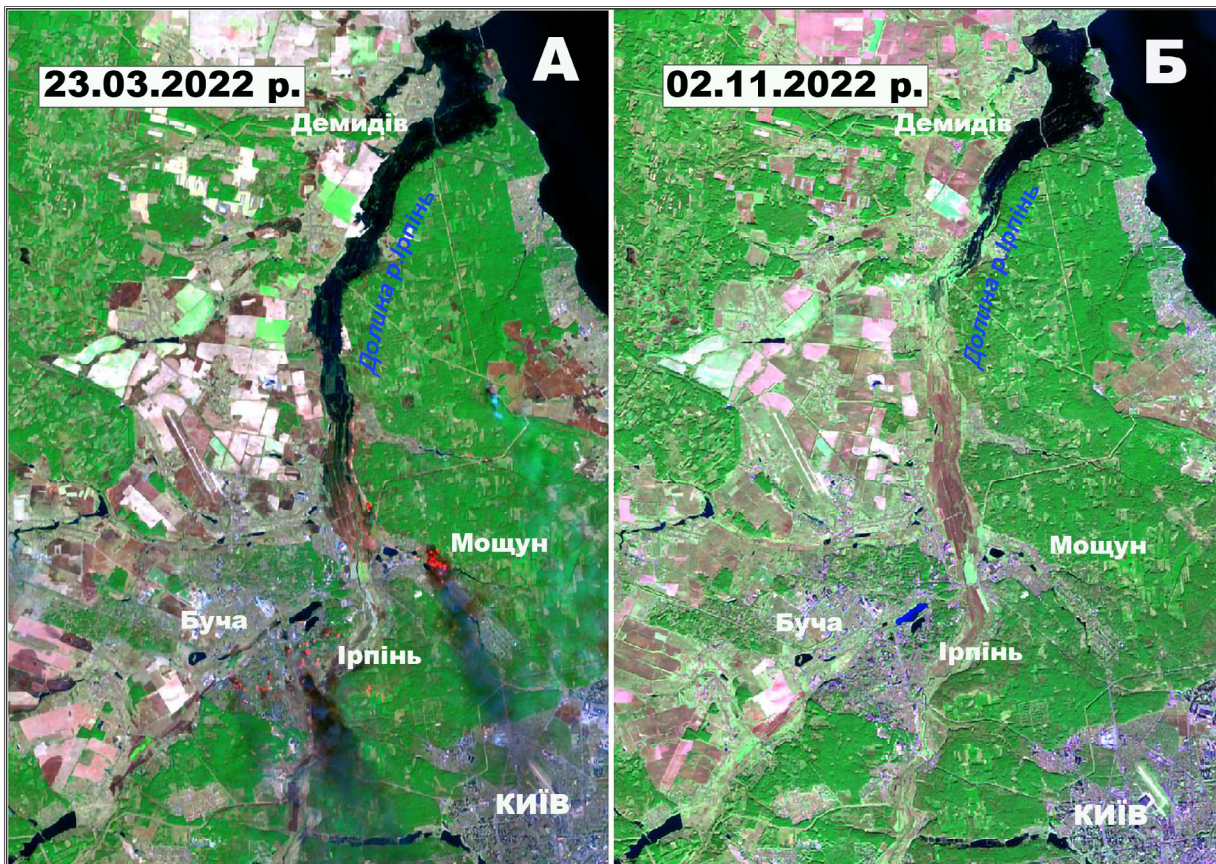 А
23.03.2022 р.
Демидів
Долина р.Ірпінь
Мощун
Буча
Ірпінь
КИЇВ
Б
02.11.2022 р.
Демидів
Долина р.Ірпінь
Мощун
Буча
Ірпінь
КИЇВ